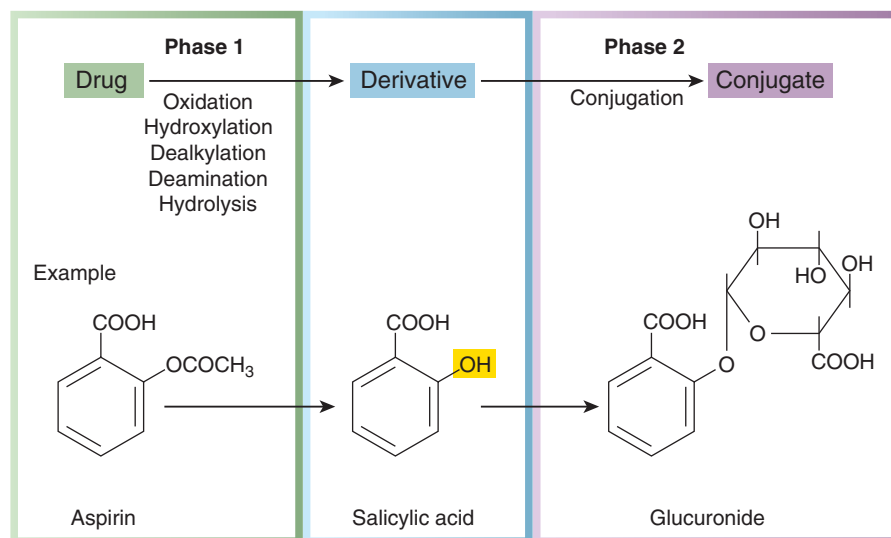 Phase 1
Phase 2
Drug
Derivative
Conjugate
Oxidation
Hydroxylation
Dealkylation
Deamination
Hydrolysis
Conjugation
Example
COOH
OCOCH₃
COOH
OH
COOH
O
O
OH
HO
OH
COOH
Aspirin
Salicylic acid
Glucuronide